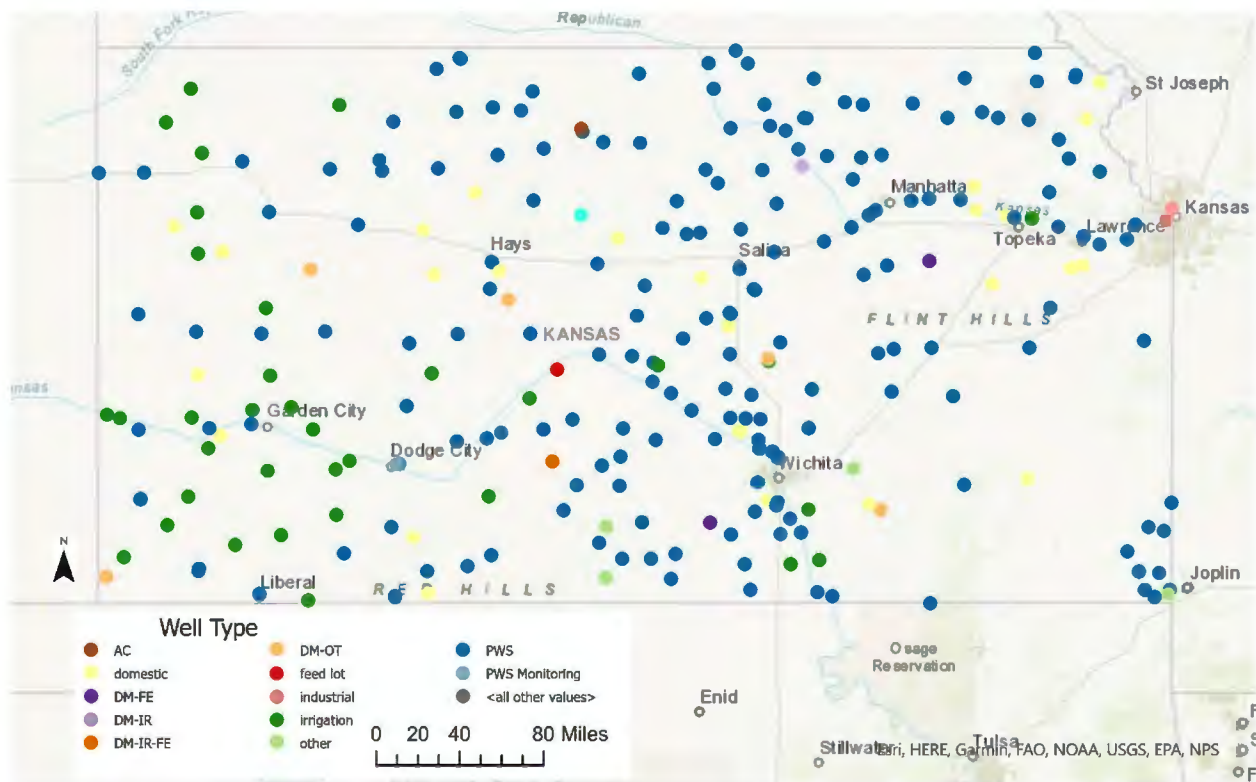 Republican
South Fork Rep
St Joseph
Manhatta
Kansas
Kansas
Topeka
Lawrence
Hays
Salina
FLINT HILLS
KANSAS
nsas
Garden City
Dodge City
Wichita
N
Liberal
RED HILLS
Joplin
Well Type
AC
domestic
DM-FE
DM-IR
DM-IR-FE
DM-OT
feed lot
industrial
irrigation
other
PWS
PWS Monitoring
<all other values>
0 20 40 80 Miles
Osage
Reservation
Enid
Stillwater
Tulsa
Esri, HERE, Garmin, FAO, NOAA, USGS, EPA, NPS
F
S
F